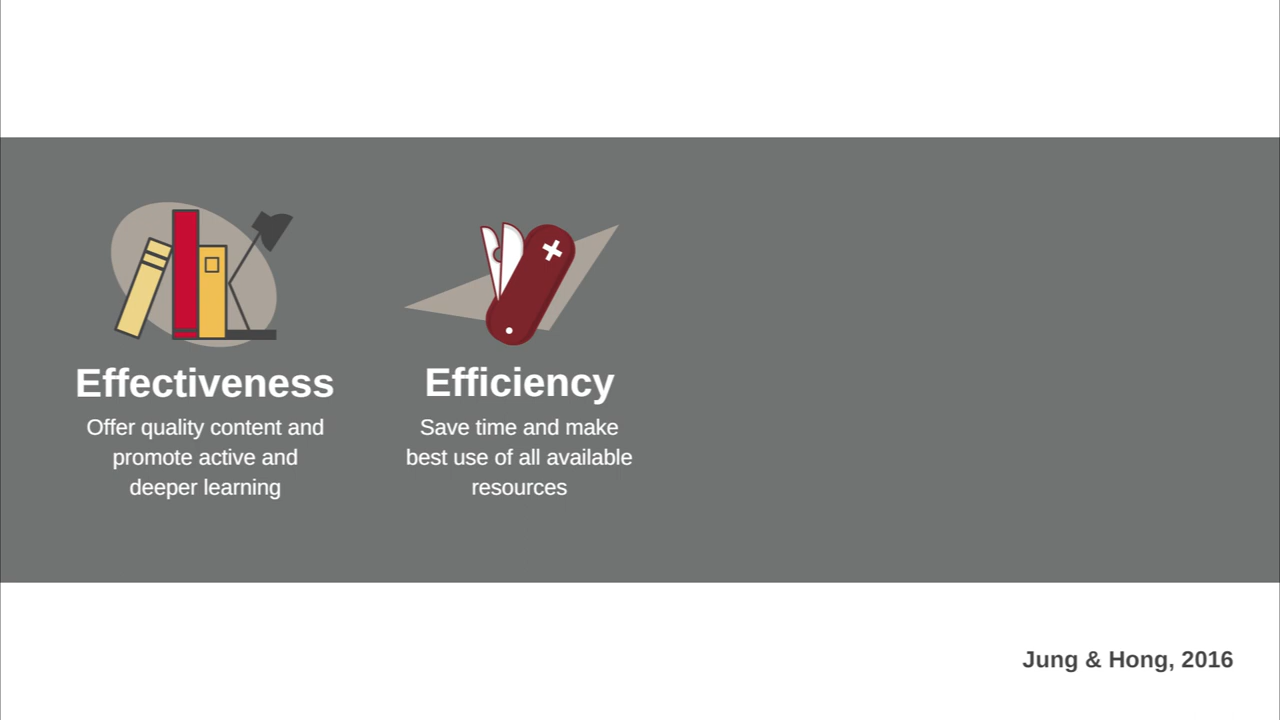 Effectiveness
Offer quality content and
promote active and
deeper learning
Efficiency
Save time and make
best use of all available
resources
Jung & Hong, 2016